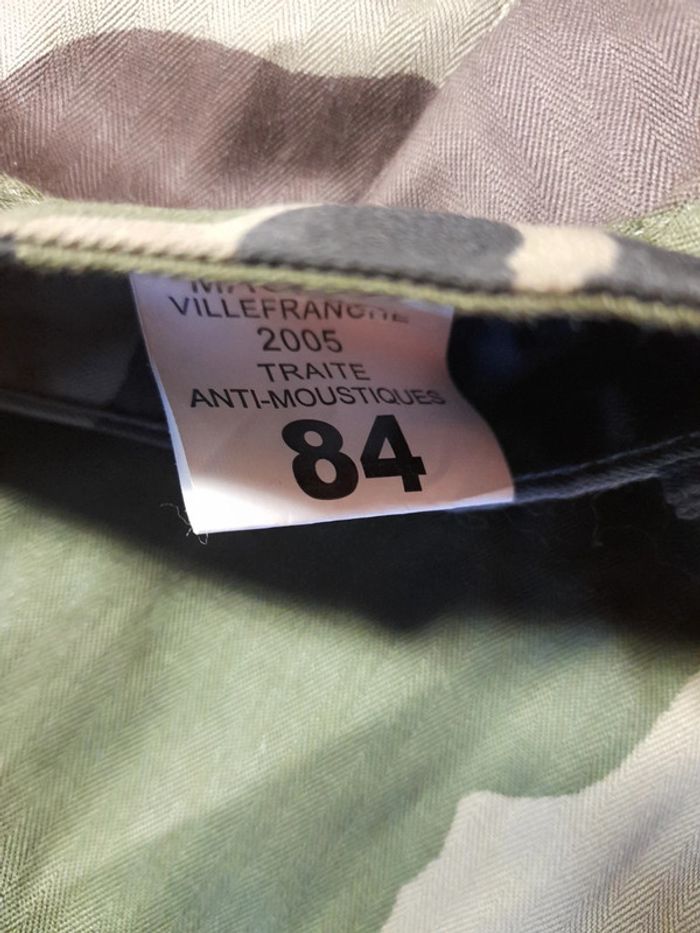 VILLEFRANCHE
2005
TRAITE
ANTI-MOUSTIQUES
84